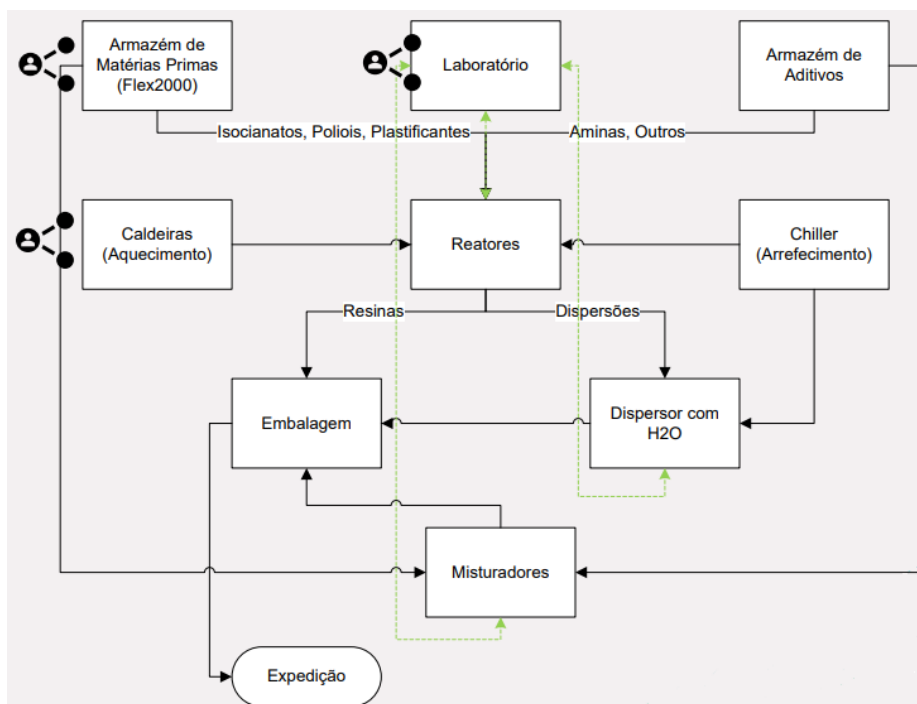 Armazém de
Matérias Primas
(Flex2000)
Laboratório
Armazém de
Aditivos
Isocianatos, Poliois, Plastificantes
Aminas, Outros
Caldeiras
(Aquecimento)
Reatores
Chiller
(Arrefecimento)
Resinas
Dispersões
Embalagem
Dispersor com
H2O
Misturadores
Expedição